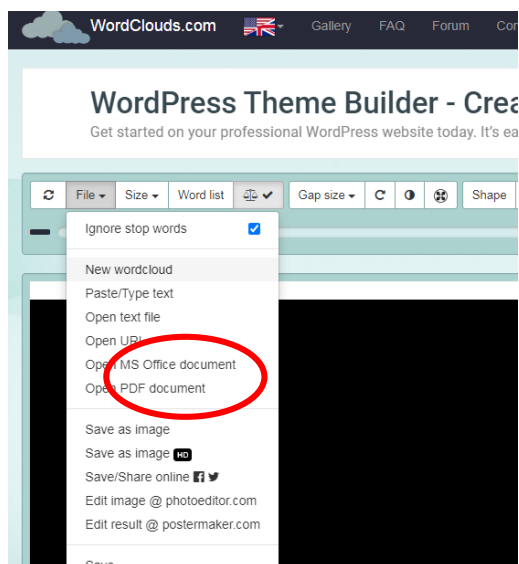 WordClouds.com Gallery FAQ Forum Con
WordPress Theme Builder - Crea
Get started on your professional WordPress website today. It's ea
File Size Word list Gap size Shape
Ignore stop words
New wordcloud
Paste/Type text
Open text file
Open URL
Open MS Office document
Open PDF document
Save as image
Save as image HD
Save/Share online
Edit image @ photoeditor.com
Edit result @ postermaker.com
Save